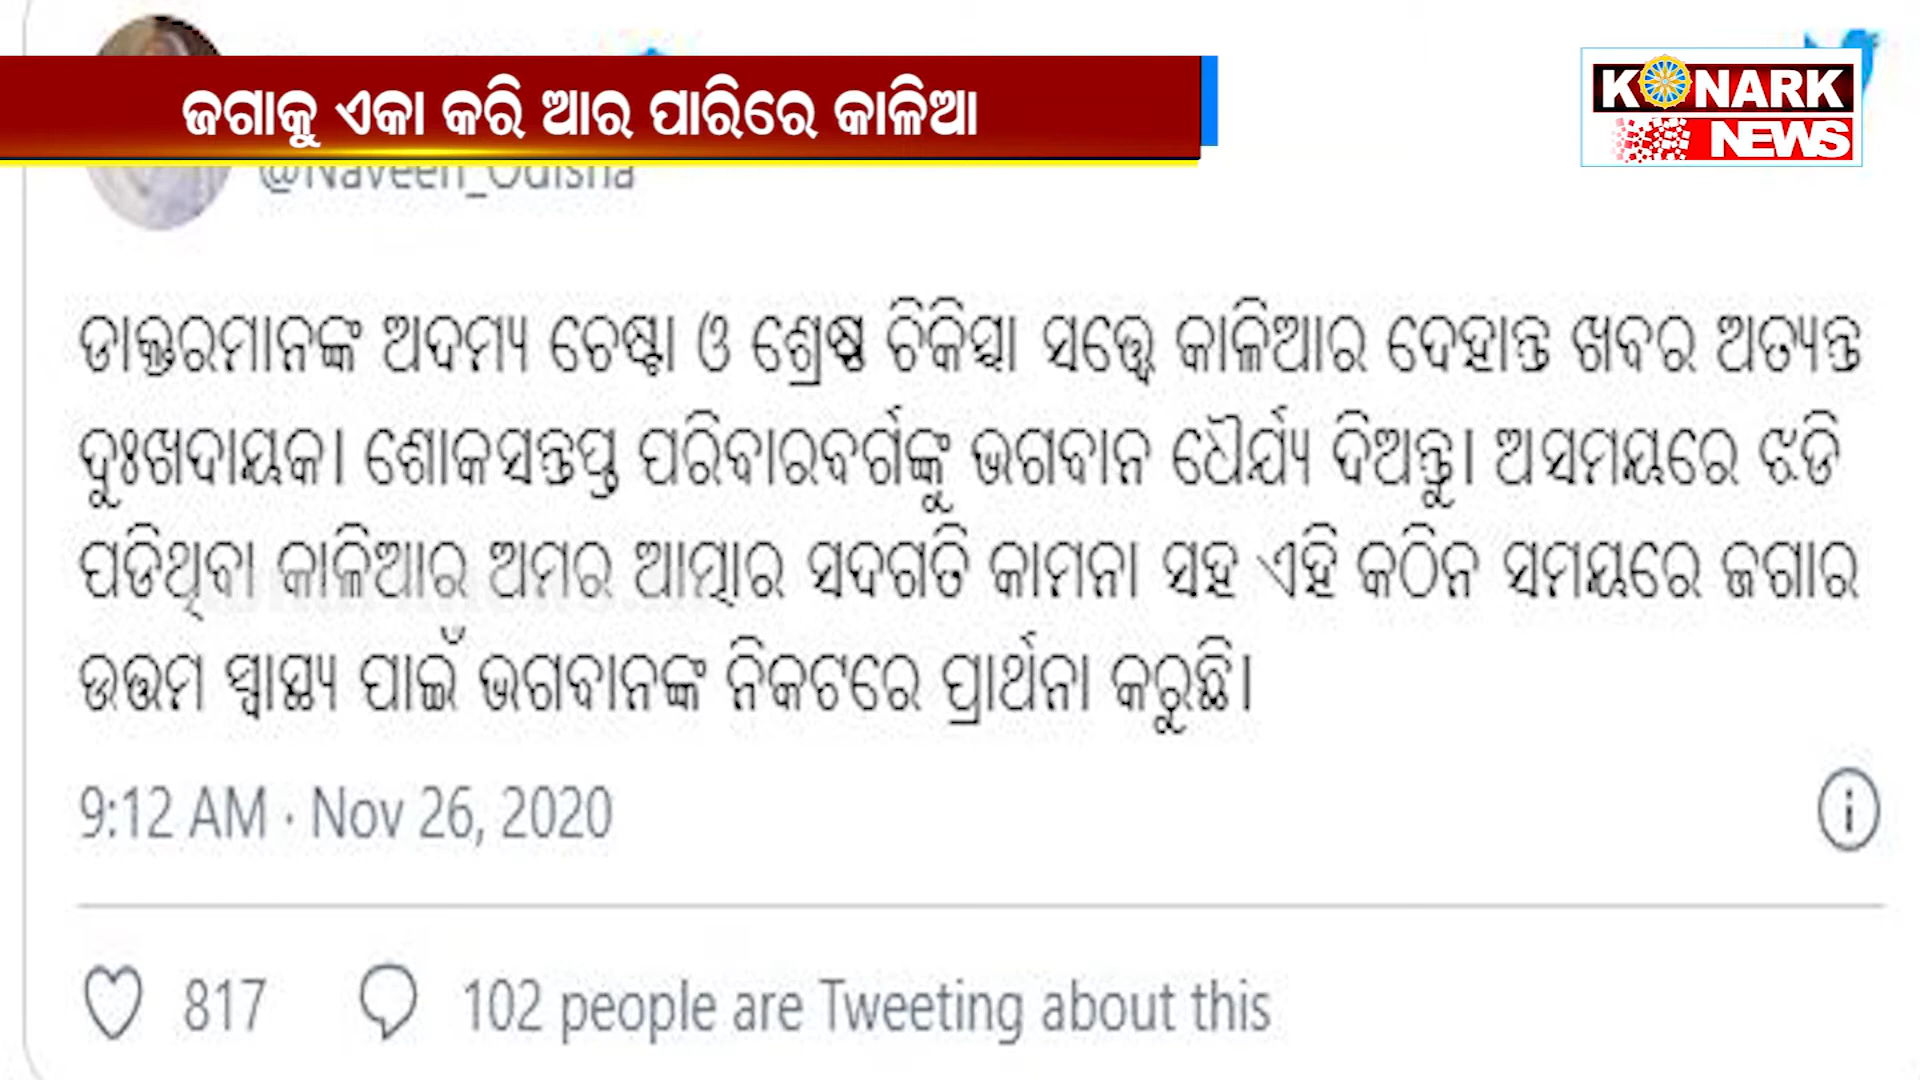 ଜଗାକୁ ଏକା କରି ଆର ପାରିରେ କାଳିଆ
KONARK
NEWS
@Naveen_Odisha
ଡାକ୍ତରମାନଙ୍କ ଅଦମ୍ୟ ଚେଷ୍ଟା ଓ ଶ୍ରେଷ୍ଠ ଚିକିତ୍ସା ସତ୍ତ୍ୱେ କାଳିଆର ଦେହାନ୍ତ ଖବର ଅତ୍ୟନ୍ତ
ଦୁଃଖଦାୟକ। ଶୋକସନ୍ତପ୍ତ ପରିବାରବର୍ଗଙ୍କୁ ଭଗବାନ ଧୈର୍ଯ୍ୟ ଦିଅନ୍ତୁ। ଅସମୟରେ ଝଡି
ପଡିଥିବା କାଳିଆର ଅମର ଆତ୍ମାର ସଦଗତି କାମନା ସହ ଏହି କଠିନ ସମୟରେ ଜଗାର
ଉତ୍ତମ ସ୍ୱାସ୍ଥ୍ୟ ପାଇଁ ଭଗବାନଙ୍କ ନିକଟରେ ପ୍ରାର୍ଥନା କରୁଛି।
9:12 AM · Nov 26, 2020
817 102 people are Tweeting about this